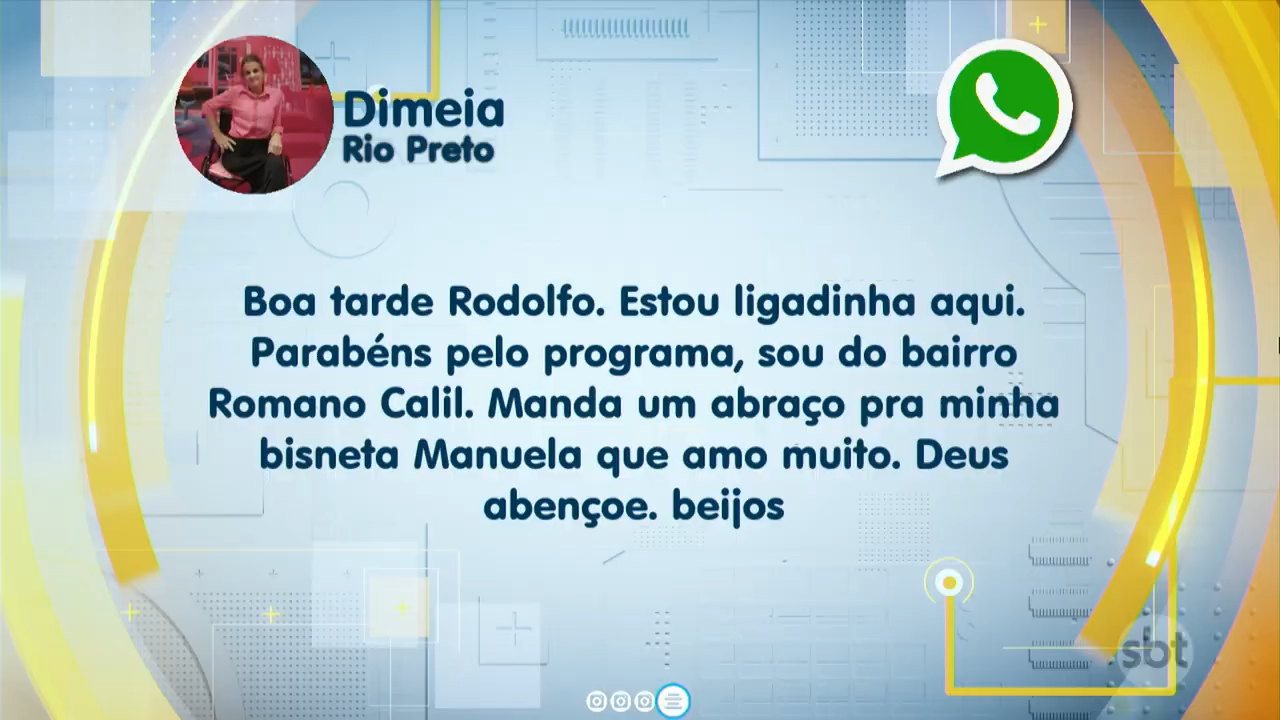 Dimeia
Rio Preto
Boa tarde Rodolfo. Estou ligadinha aqui.
Parabéns pelo programa, sou do bairro
Romano Calil. Manda um abraço pra minha
bisneta Manuela que amo muito. Deus
abençoe. beijos
sbt